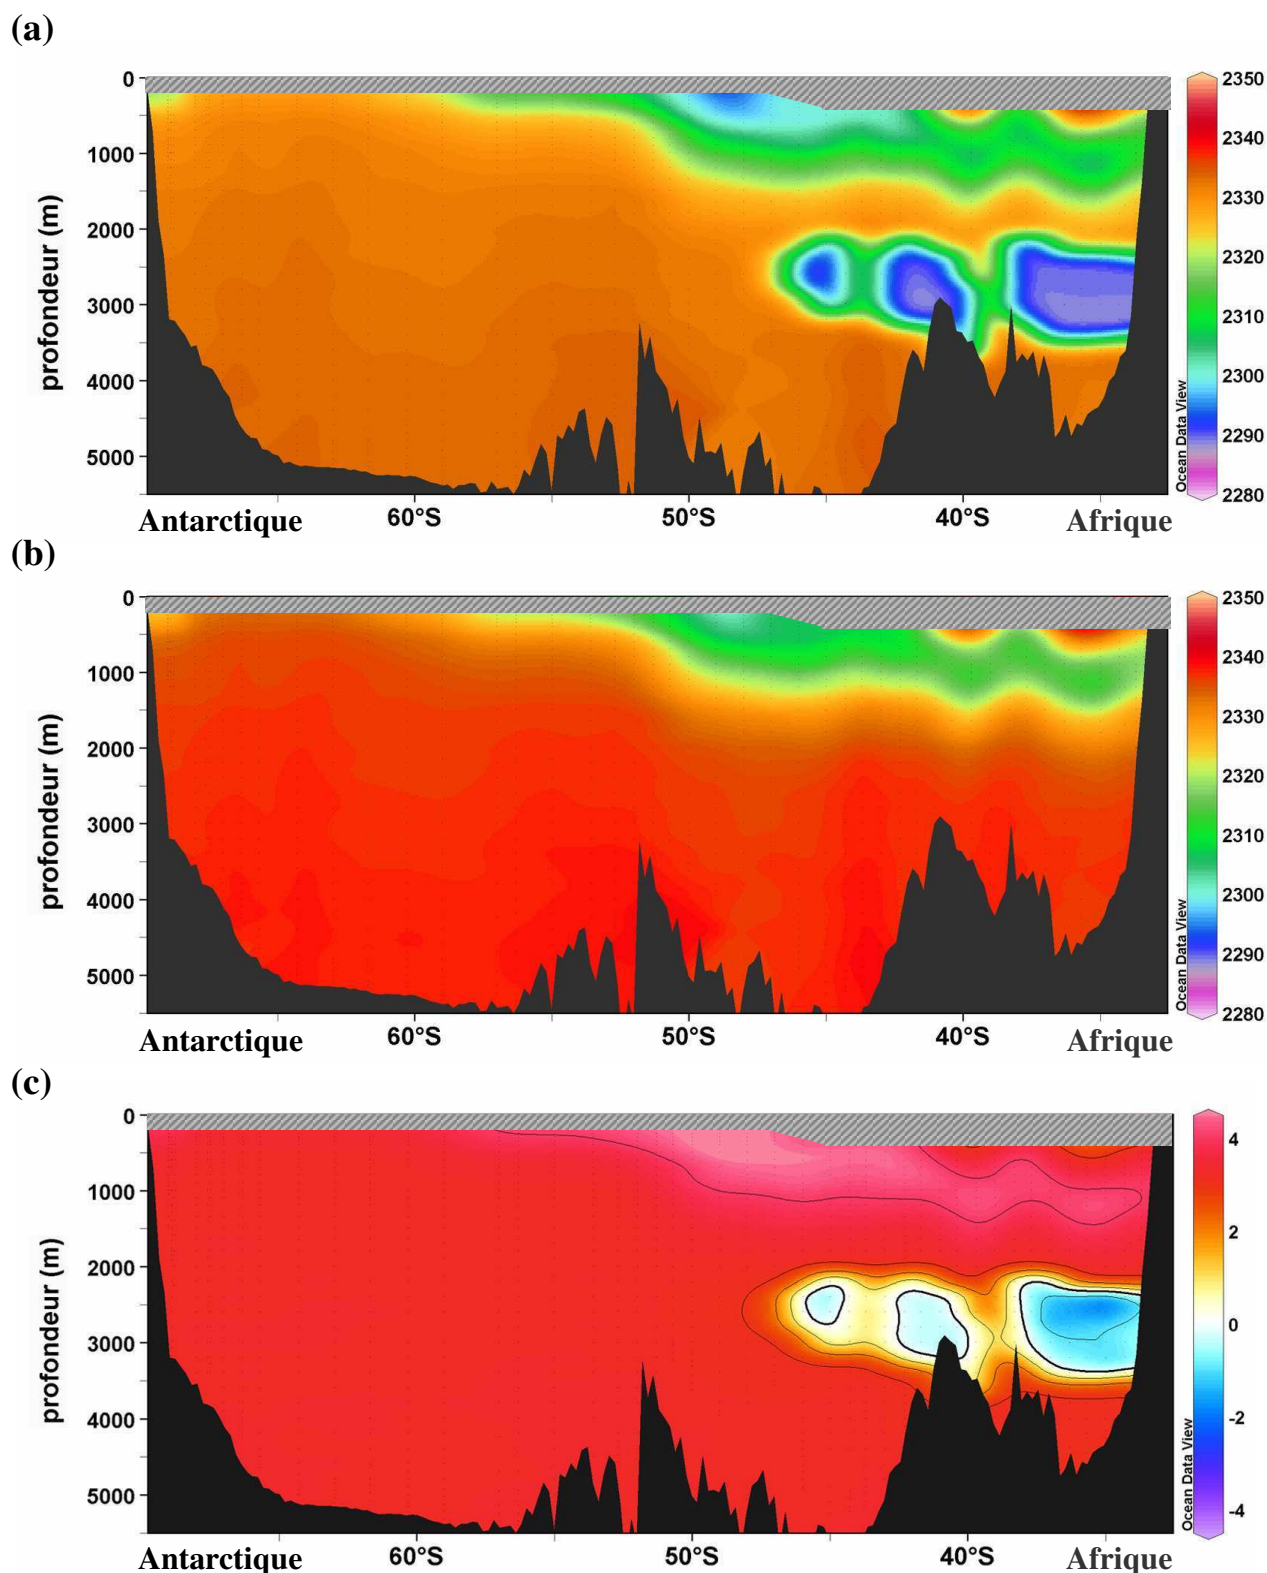 (a)
0
1000
2000
3000
4000
5000
profondeur (m)
60°S
50°S
40°S
Antarctique
Afrique
Ocean Data View
2350
2340
2330
2320
2310
2300
2290
2280
(b)
0
1000
2000
3000
4000
5000
profondeur (m)
60°S
50°S
40°S
Antarctique
Afrique
Ocean Data View
2350
2340
2330
2320
2310
2300
2290
2280
(c)
0
1000
2000
3000
4000
5000
profondeur (m)
60°S
50°S
40°S
Antarctique
Afrique
Ocean Data View
4
2
0
-2
-4